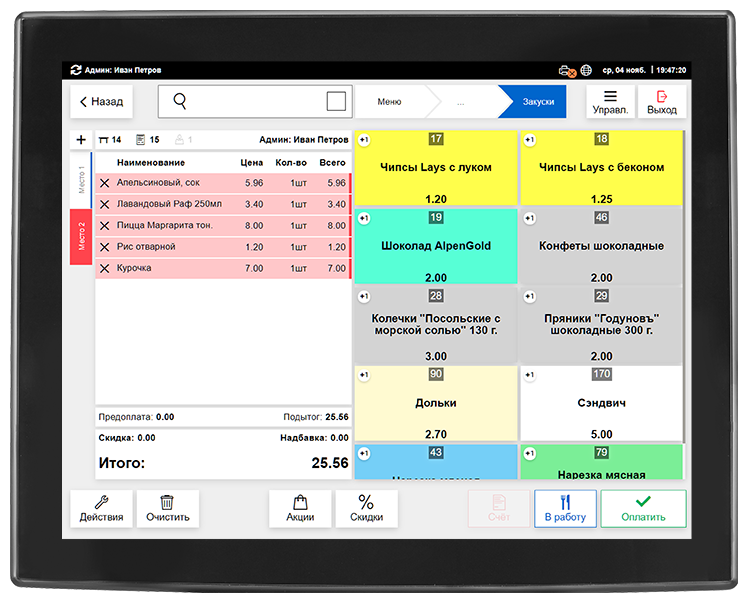 Админ: Иван Петров
ср, 04 нояб. | 19:47:20
Назад
Меню
...
Закуски
Управл.
Выход
+ 14 15 1 Админ: Иван Петров
Место 1
Место 2
Наименование Цена Кол-во Всего
Апельсиновый, сок 5.96 1шт 5.96
Лавандовый Раф 250мл 3.40 1шт 3.40
Пицца Маргарита тон. 8.00 1шт 8.00
Рис отварной 1.20 1шт 1.20
Курочка 7.00 1шт 7.00
Предоплата: 0.00 Подытог: 25.56
Скидка: 0.00 Надбавка: 0.00
Итого: 25.56
+1 17
Чипсы Lays с луком
1.20
+1 18
Чипсы Lays с беконом
1.25
+1 19
Шоколад AlpenGold
2.00
+1 46
Конфеты шоколадные
2.00
+1 28
Колечки "Посольские с
морской солью" 130 г.
3.00
+1 29
Пряники "Годуновъ"
шоколадные 300 г.
2.00
+1 90
Дольки
2.70
+1 170
Сэндвич
5.00
+1 43
+1 79
Нарезка мясная
Действия
Очистить
Акции
%
Скидки
Счёт
В работу
Оплатить